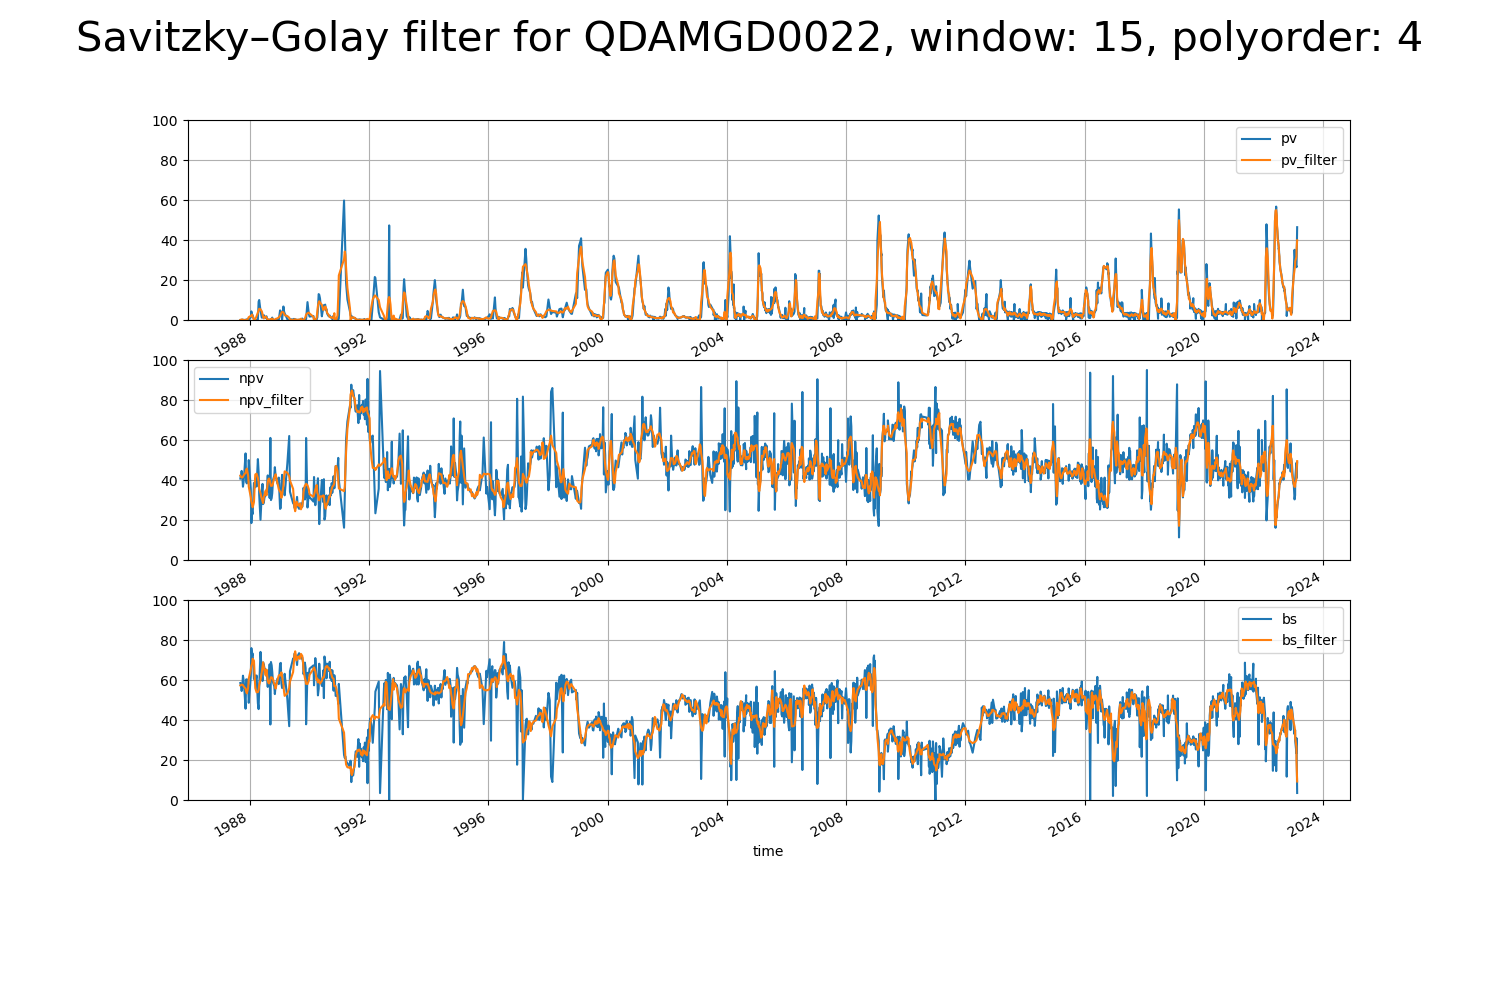 Savitzky–Golay filter for QDAMGD0022, window: 15, polyorder: 4
100
80
60
40
20
0
pv
pv_filter
1988 1992 1996 2000 2004 2008 2012 2016 2020 2024
100
80
60
40
20
0
npv
npv_filter
1988 1992 1996 2000 2004 2008 2012 2016 2020 2024
100
80
60
40
20
0
bs
bs_filter
1988 1992 1996 2000 2004 2008 2012 2016 2020 2024
time